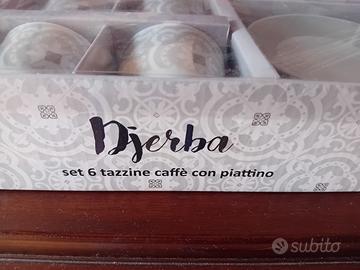 Djerba
set 6 tazzine caffè con piattino
subito